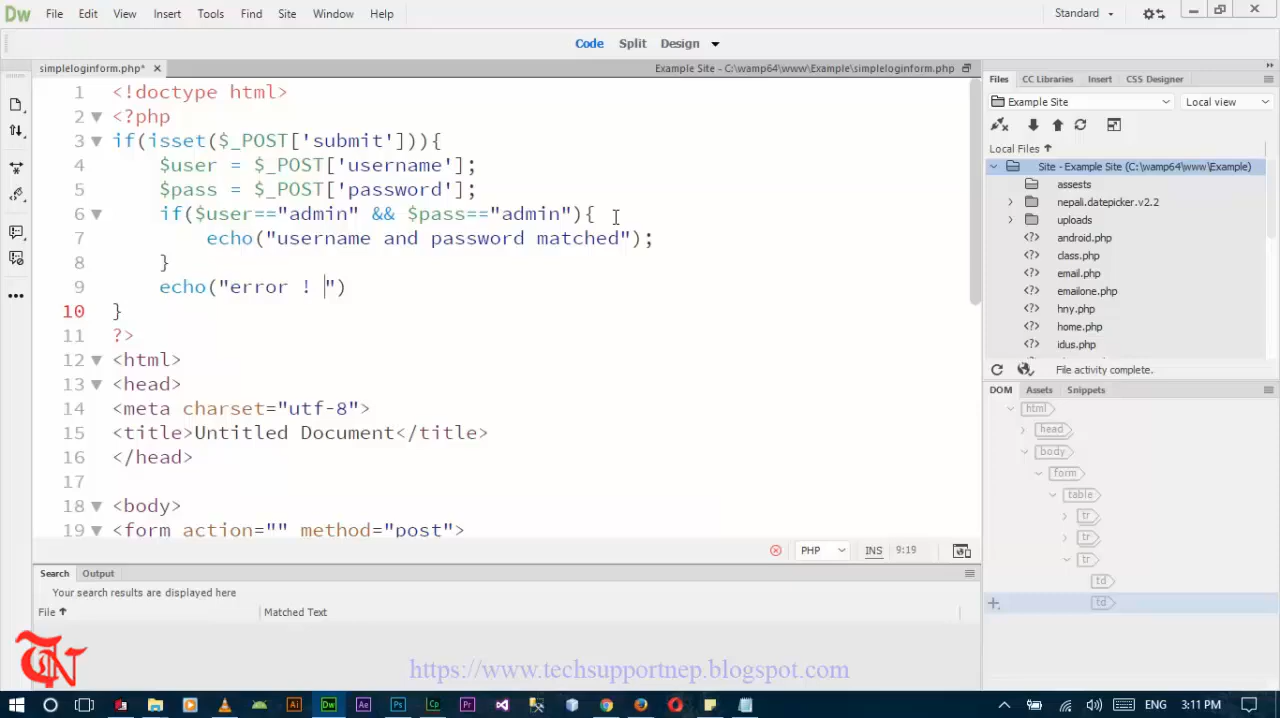 Dw File Edit View Insert Tools Find Site Window Help Standard
Code Split Design
simpleloginform.php* × Example Site - C:\wamp64\www\Example\simpleloginform.php
1 <!doctype html>
2 <?php
3 if(isset($_POST['submit'])){
4 $user = $_POST['username'];
5 $pass = $_POST['password'];
6 if($user=="admin" && $pass=="admin"){
7 echo("username and password matched");
8 }
9 echo("error ! ")
10 }
11 ?>
12 <html>
13 <head>
14 <meta charset="utf-8">
15 <title>Untitled Document</title>
16 </head>
17
18 <body>
19 <form action="" method="post">
PHP INS 9:19
Search Output
Your search results are displayed here
File Matched Text
Files CC Libraries Insert CSS Designer
Example Site Local view
Local Files
Site - Example Site (C:\wamp64\www\Example)
assests
nepali.datepicker.v2.2
uploads
android.php
class.php
email.php
emailone.php
hny.php
home.php
idus.php
File activity complete.
DOM Assets Snippets
html
head
body
form
table
tr
tr
tr
td
td
TN
https://www.techsupportnep.blogspot.com
Ai Dw Ae Ps Cp Pr 3:11 PM